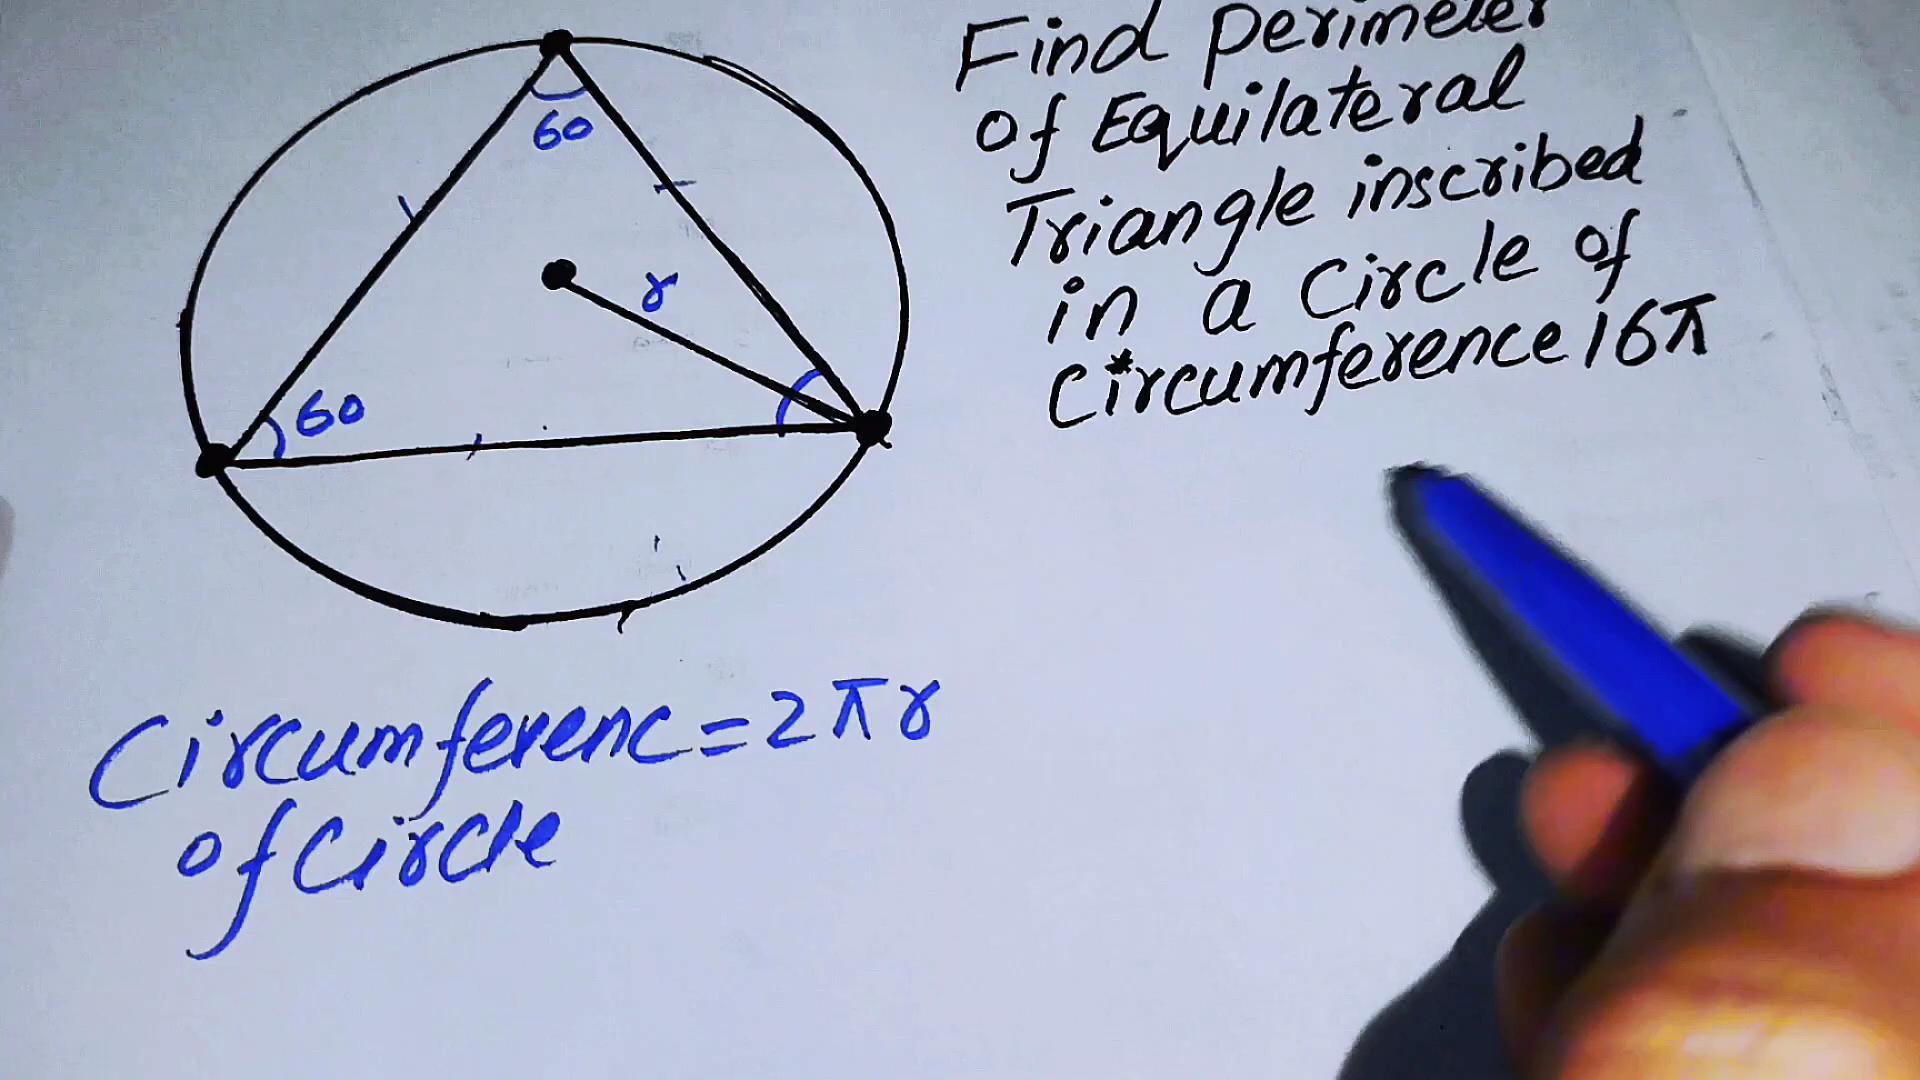 Find perimeter
of Equilateral
Triangle inscribed
in a Circle of
Circumference 16π
60
r
60
Circumferenc = 2πr
of Circle